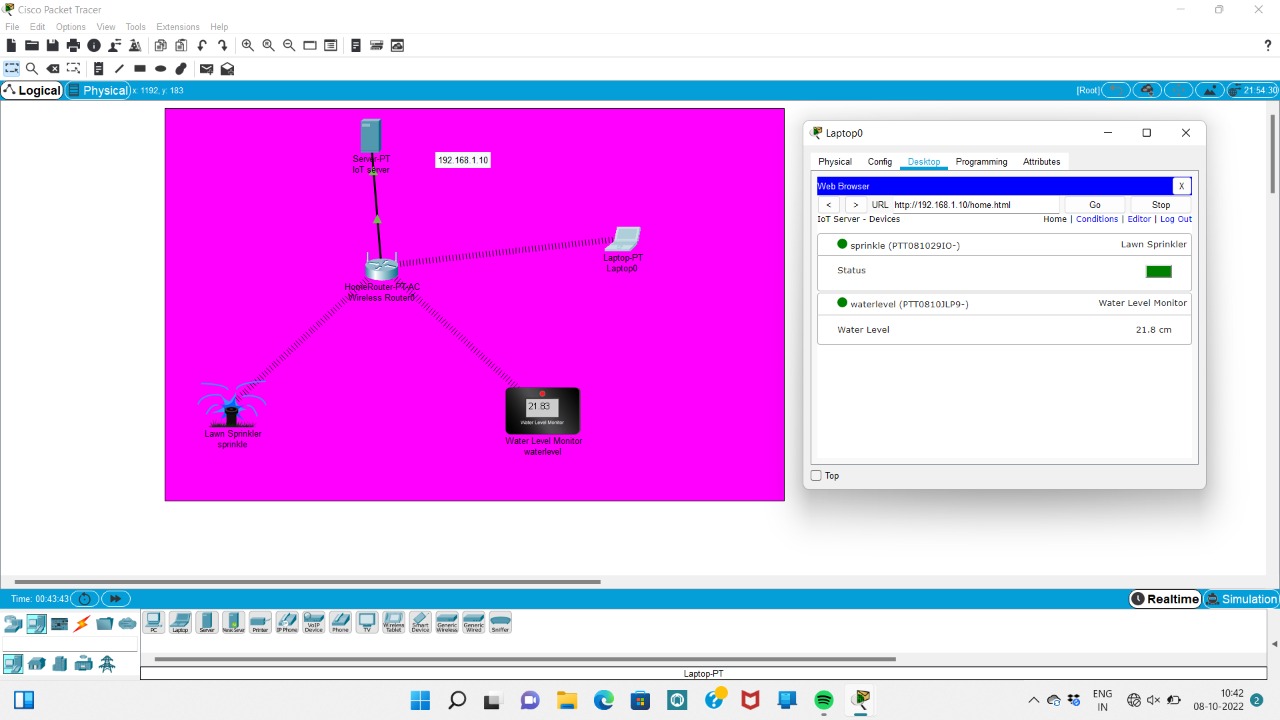 Cisco Packet Tracer
File Edit Options View Tools Extensions Help
?
Logical Physical x: 1192, y: 183 [Root] 21:54:30
Server-PT
IoT server
192.168.1.10
Laptop-PT
Laptop0
HomeRouter-PT-AC
Wireless Router0
Lawn Sprinkler
sprinkle
21.83
Water Level Monitor
Water Level Monitor
waterlevel
Laptop0
Physical Config Desktop Programming Attributes
Web Browser X
< > URL http://192.168.1.10/home.html Go Stop
IoT Server - Devices Home | Conditions | Editor | Log Out
sprinkle (PTT081029IO-) Lawn Sprinkler
Status
waterlevel (PTT0810JLP9-) Water Level Monitor
Water Level 21.8 cm
Top
Time: 00:43:43 Realtime Simulation
PC Laptop Server Printer IP Phone VoIP Device Phone TV Wireless Tablet Smart Device Generic Wireless Generic Wired Sniffer
Laptop-PT
ENG
IN
10:42
08-10-2022
2